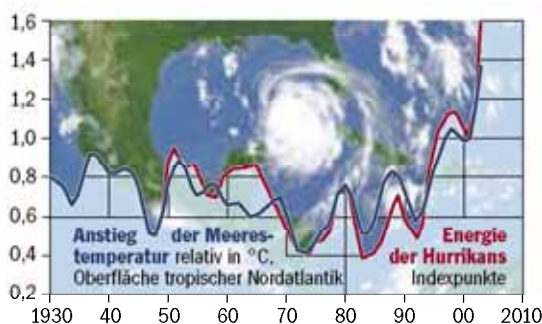 1,6
1,4
1,2
1,0
0,8
0,6
0,4
0,2
Anstieg der Meeres-
temperatur relativ in °C,
Oberfläche tropischer Nordatlantik
Energie
der Hurrikans
Indexpunkte
1930 40 50 60 70 80 90 00 2010